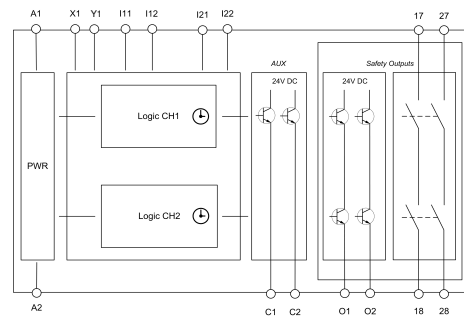 A1 X1 Y1 I11 I12 I21 I22 17 27
AUX Safety Outputs
24V DC 24V DC
Logic CH1
PWR
Logic CH2
A2 C1 C2 O1 O2 18 28